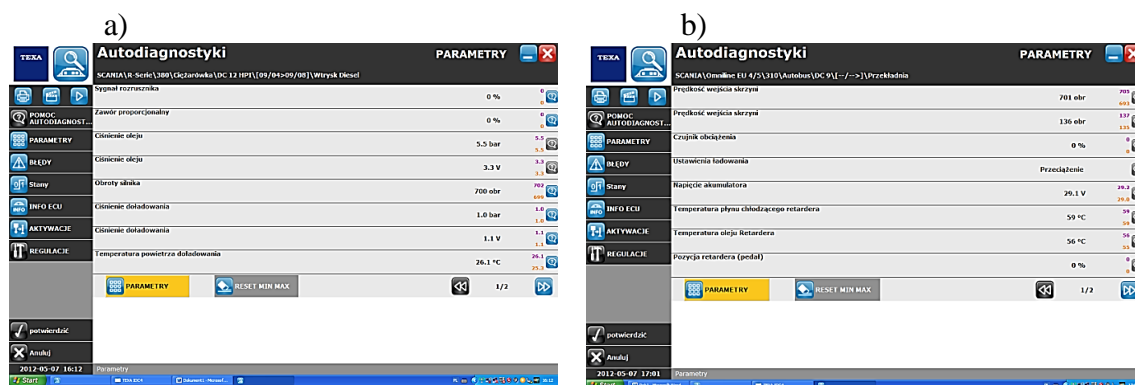 a)
TEXA
Autodiagnostyki
PARAMETRY
SCANIA\R-Serie\380\Ciężarówka\DC 12 HPI\[09/04>09/08]\Wtrysk Diesel
POMOC AUTODIAGNOST...
PARAMETRY
BŁĘDY
Stany
INFO ECU
AKTYWACJE
REGULACJE
potwierdzić
Anuluj
Sygnał rozrusznika 0 % 0 0
Zawór proporcjonalny 0 % 0 0
Ciśnienie oleju 5.5 bar 5.5 5.5
Ciśnienie oleju 3.3 V 3.3 3.3
Obroty silnika 700 obr 702 699
Ciśnienie doładowania 1.0 bar 1.0 1.0
Ciśnienie doładowania 1.1 V 1.1 1.1
Temperatura powietrza doładowania 26.1 °C 26.1 25.3
PARAMETRY
RESET MIN MAX
1/2
2012-05-07 16:12 Parametry
Start
b)
TEXA
Autodiagnostyki
PARAMETRY
SCANIA\Omniline EU 4/5\310\Autobus\DC 9\[--/-->]\Przekładnia
POMOC AUTODIAGNOST...
PARAMETRY
BŁĘDY
Stany
INFO ECU
AKTYWACJE
REGULACJE
potwierdzić
Anuluj
Prędkość wejścia skrzyni 701 obr 705 693
Prędkość wejścia skrzyni 136 obr 137 135
Czujnik obciążenia 0 % 0 0
Ustawienia ładowania Przeciążenie
Napięcie akumulatora 29.1 V 29.2 29.0
Temperatura płynu chłodzącego retardera 59 °C 59
Temperatura oleju Retardera 56 °C 56 55
Pozycja retardera (pedał) 0 % 0 0
PARAMETRY
RESET MIN MAX
1/2
2012-05-07 17:01 Parametry